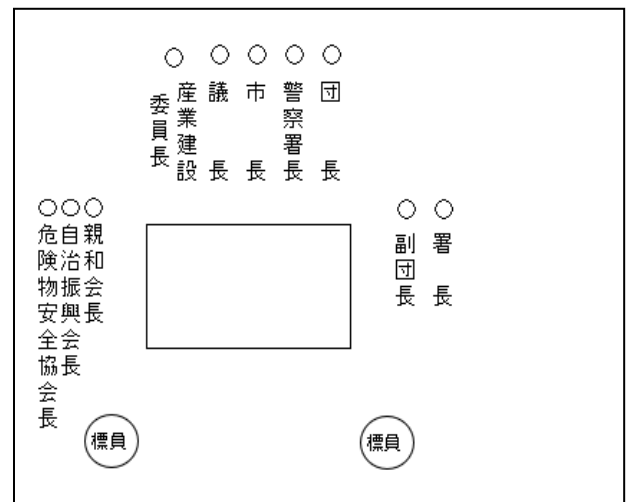 団長
警察署長
市長
議長
産業建設
委員長
署長
副団長
親和会長
自治振興会長
危険物安全協会長
標員
標員